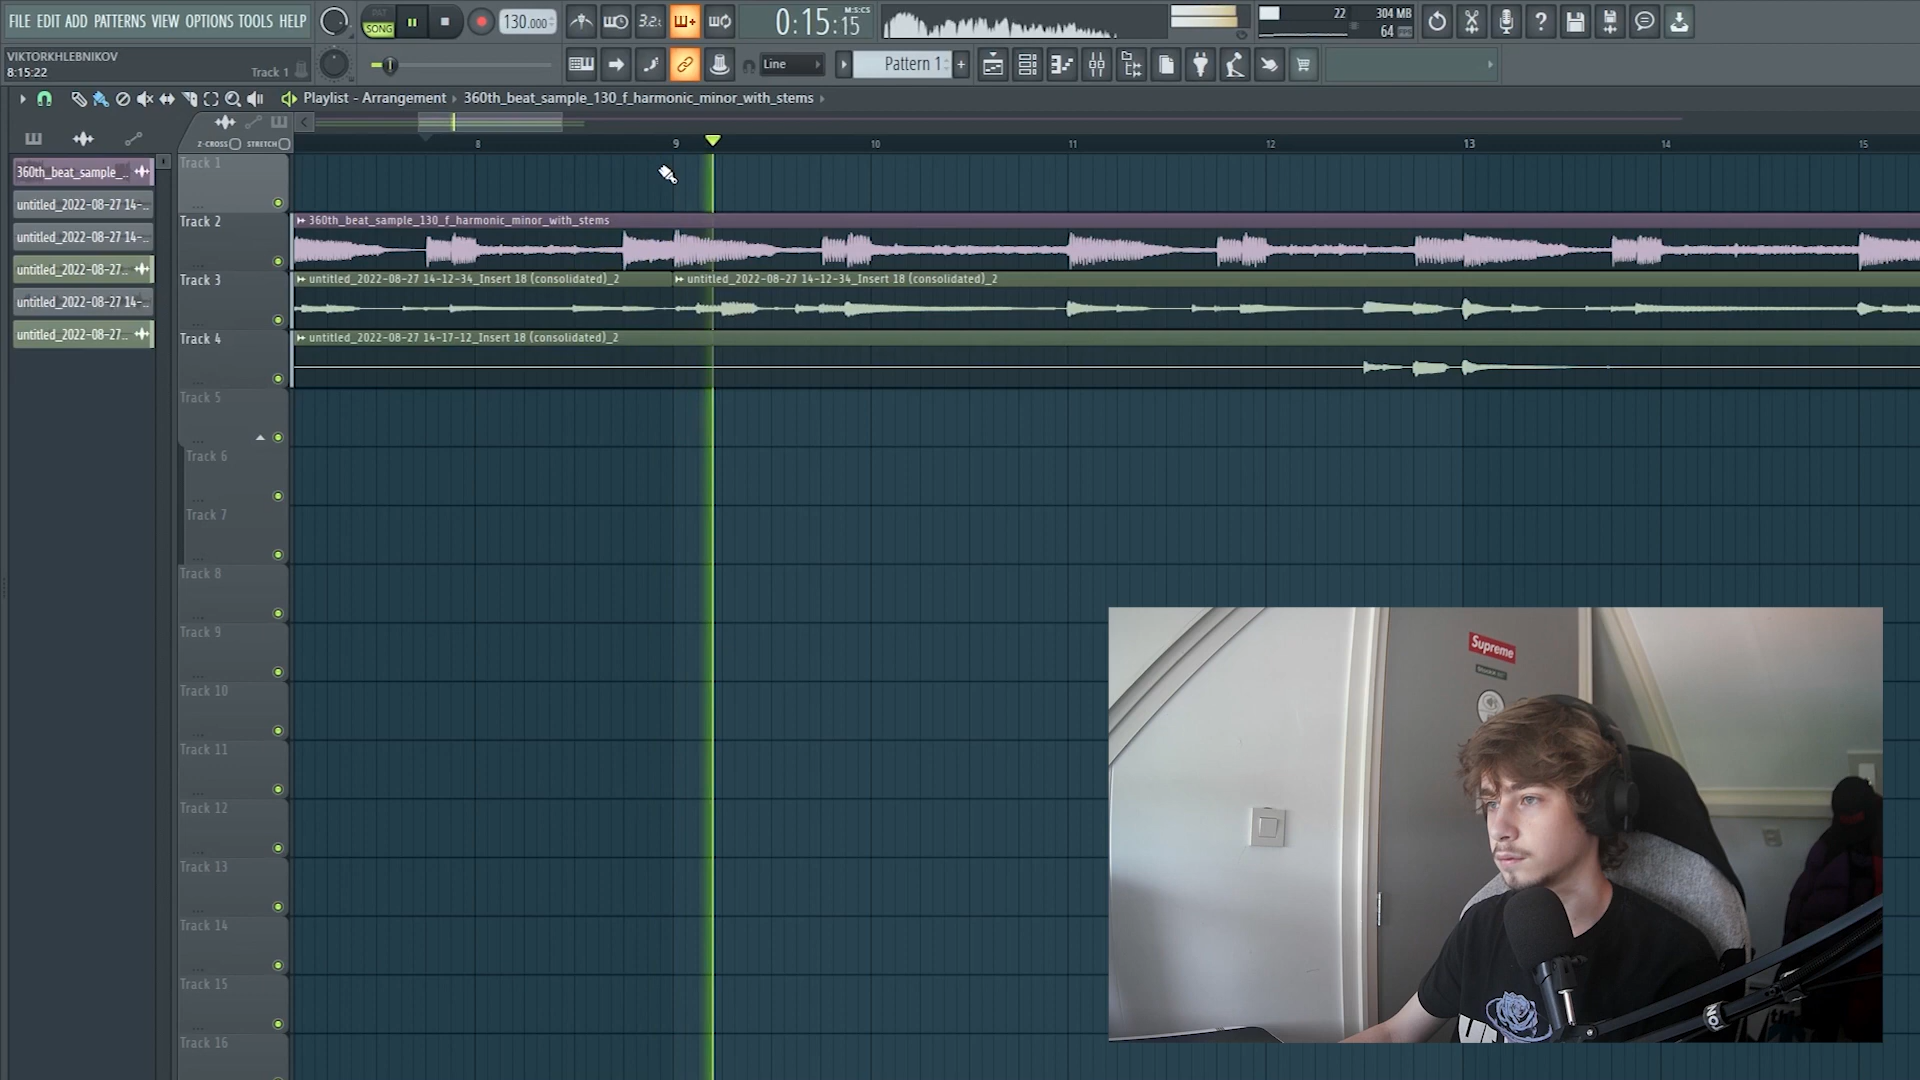 FILE EDIT ADD PATTERNS VIEW OPTIONS TOOLS HELP
PAT
SONG
130.000
3.2.
0:15:15
M:S:CS
22
304 MB
64
VIKTORKHLEBNIKOV
8:15:22
Track 1
Line
Pattern 1
+
Playlist - Arrangement › 360th_beat_sample_130_f_harmonic_minor_with_stems ›
Z-CROSS
STRETCH
8 9 10 11 12 13 14 15
360th_beat_sample_..
untitled_2022-08-27 14-..
untitled_2022-08-27 14-..
untitled_2022-08-27..
untitled_2022-08-27 14-..
untitled_2022-08-27..
Track 1
Track 2
360th_beat_sample_130_f_harmonic_minor_with_stems
Track 3
untitled_2022-08-27 14-12-34_Insert 18 (consolidated)_2
untitled_2022-08-27 14-12-34_Insert 18 (consolidated)_2
Track 4
untitled_2022-08-27 14-17-12_Insert 18 (consolidated)_2
Track 5
Track 6
Track 7
Track 8
Track 9
Track 10
Track 11
Track 12
Track 13
Track 14
Track 15
Track 16
Supreme